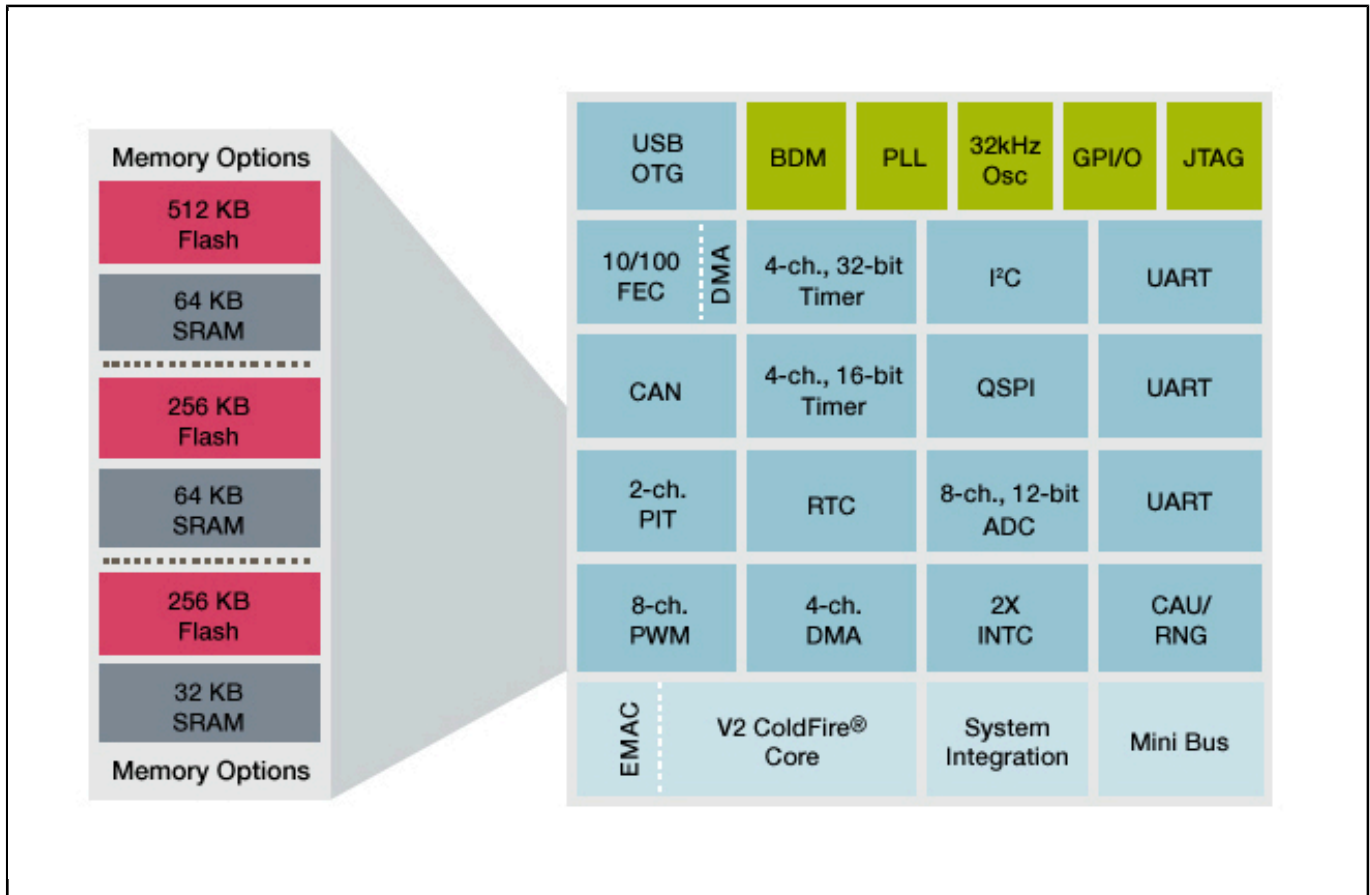 Memory Options
512 KB
Flash
64 KB
SRAM
256 KB
Flash
64 KB
SRAM
256 KB
Flash
32 KB
SRAM
Memory Options
USB
OTG
BDM
PLL
32kHz
Osc
GPI/O
JTAG
10/100
FEC
DMA
4-ch., 32-bit
Timer
I²C
UART
CAN
4-ch., 16-bit
Timer
QSPI
UART
2-ch.
PIT
RTC
8-ch., 12-bit
ADC
UART
8-ch.
PWM
4-ch.
DMA
2X
INTC
CAU/
RNG
EMAC
V2 ColdFire®
Core
System
Integration
Mini Bus